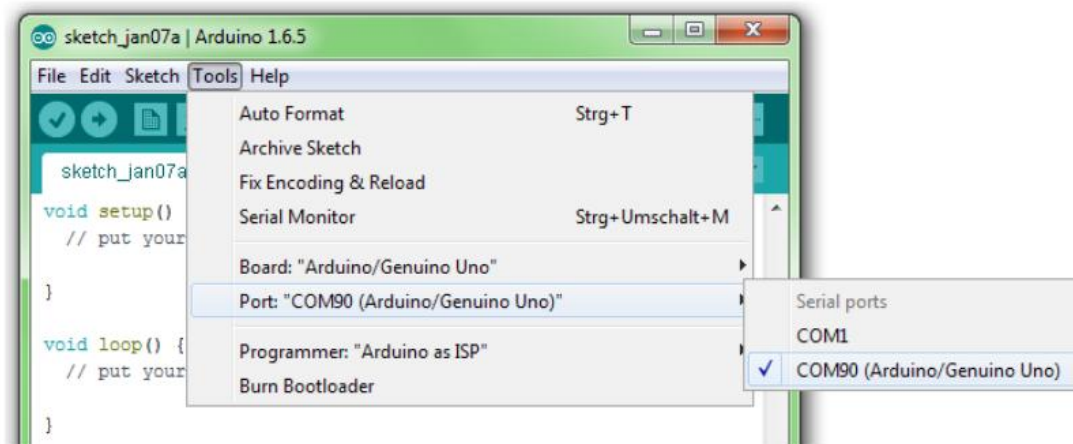 sketch_jan07a | Arduino 1.6.5
File Edit Sketch Tools Help
Auto Format Strg+T
Archive Sketch
sketch_jan07a
Fix Encoding & Reload
void setup()
Serial Monitor Strg+Umschalt+M
// put your
Board: "Arduino/Genuino Uno"
}
Port: "COM90 (Arduino/Genuino Uno)"
Serial ports
COM1
void loop() {
Programmer: "Arduino as ISP"
COM90 (Arduino/Genuino Uno)
// put your
Burn Bootloader
}